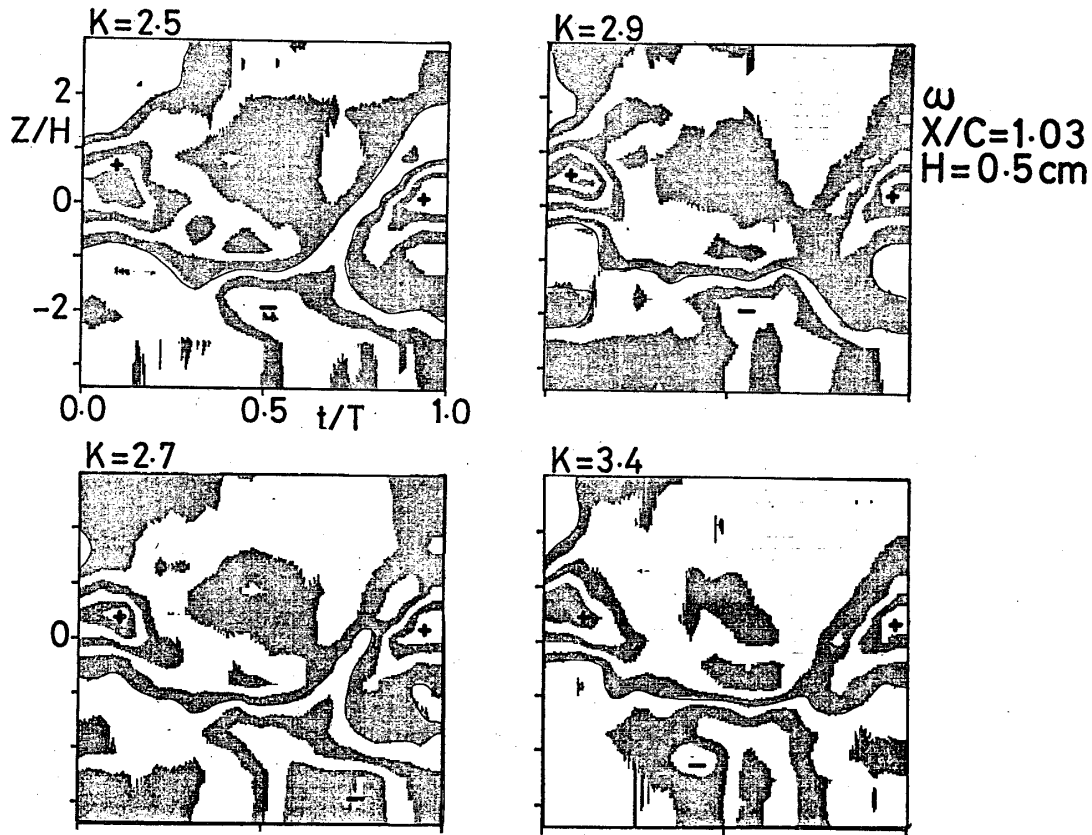 K=2·5
K=2·9
2
Z/H
0
-2
0·0
0·5
t/T
1·0
ω
X/C=1·03
H=0·5cm
+
+
−
+
+
−
K=2·7
K=3·4
0
+
+
−
+
+
−